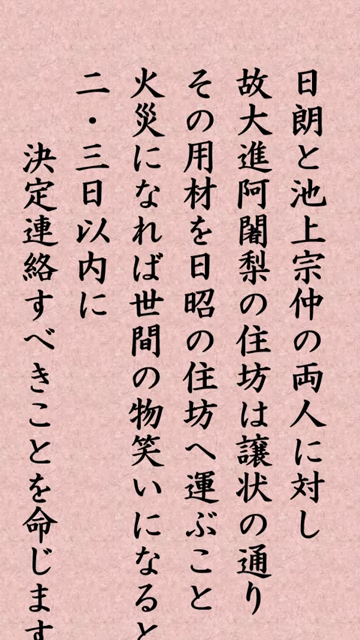 日朗と池上宗仲の両人に対し
故大進阿闍梨の住坊は譲状の通り
その用材を日昭の住坊へ運ぶこと
火災になれば世間の物笑いになると
二・三日以内に
決定連絡すべきことを命じます